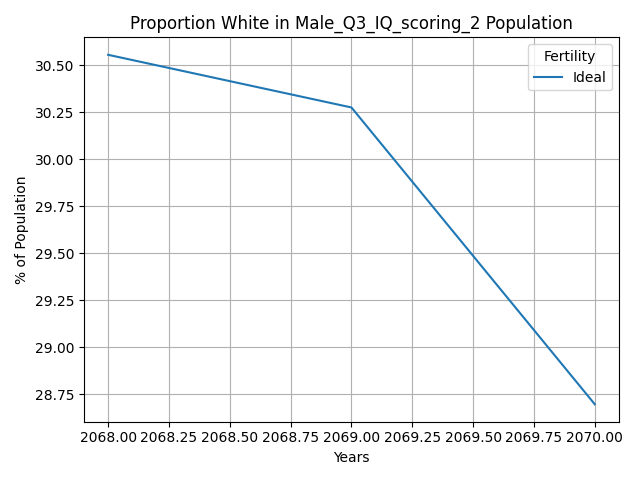 Proportion White in Male_Q3_IQ_scoring_2 Population
Fertility
Ideal
% of Population
30.50
30.25
30.00
29.75
29.50
29.25
29.00
28.75
2068.00 2068.25 2068.50 2068.75 2069.00 2069.25 2069.50 2069.75 2070.00
Years